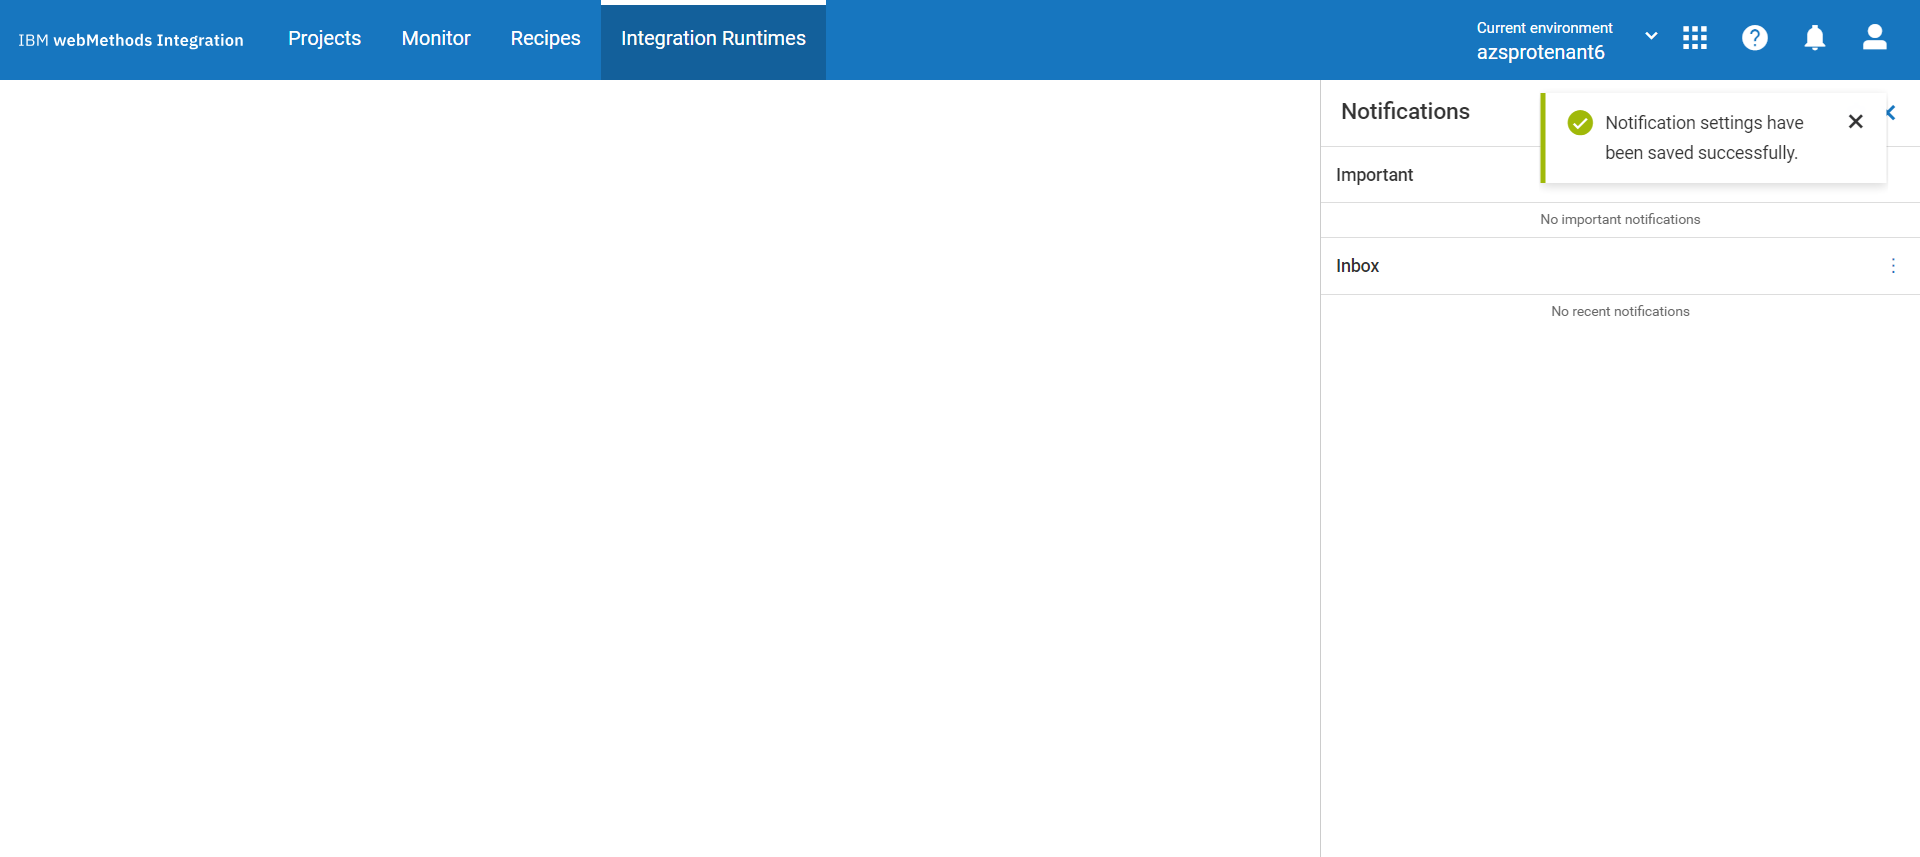 IBM webMethods Integration
Projects
Monitor
Recipes
Integration Runtimes
Current environment
azsprotenant6
Notifications
Notification settings have
been saved successfully.
Important
No important notifications
Inbox
No recent notifications